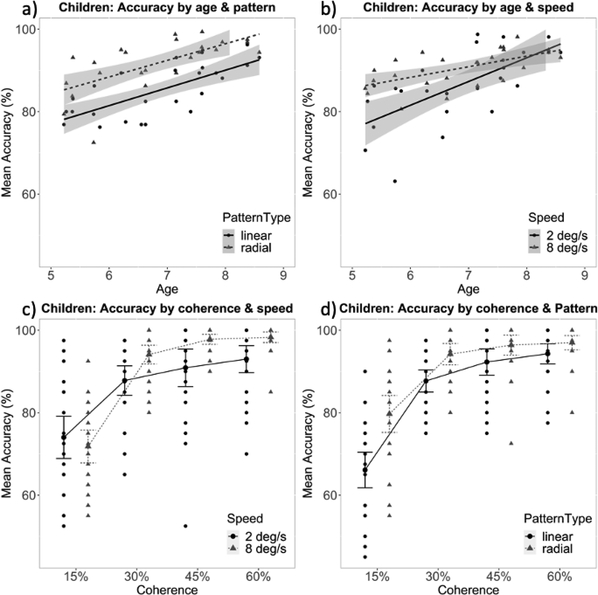 a) Children: Accuracy by age & pattern
100
80
60
Mean Accuracy (%)
PatternType
linear
radial
5 6 7 8 9
Age
b) Children: Accuracy by age & speed
100
80
60
Mean Accuracy (%)
Speed
2 deg/s
8 deg/s
5 6 7 8 9
Age
c) Children: Accuracy by coherence & speed
100
80
60
Mean Accuracy (%)
Speed
2 deg/s
8 deg/s
15% 30% 45% 60%
Coherence
d) Children: Accuracy by coherence & Pattern
100
80
60
Mean Accuracy (%)
PatternType
linear
radial
15% 30% 45% 60%
Coherence